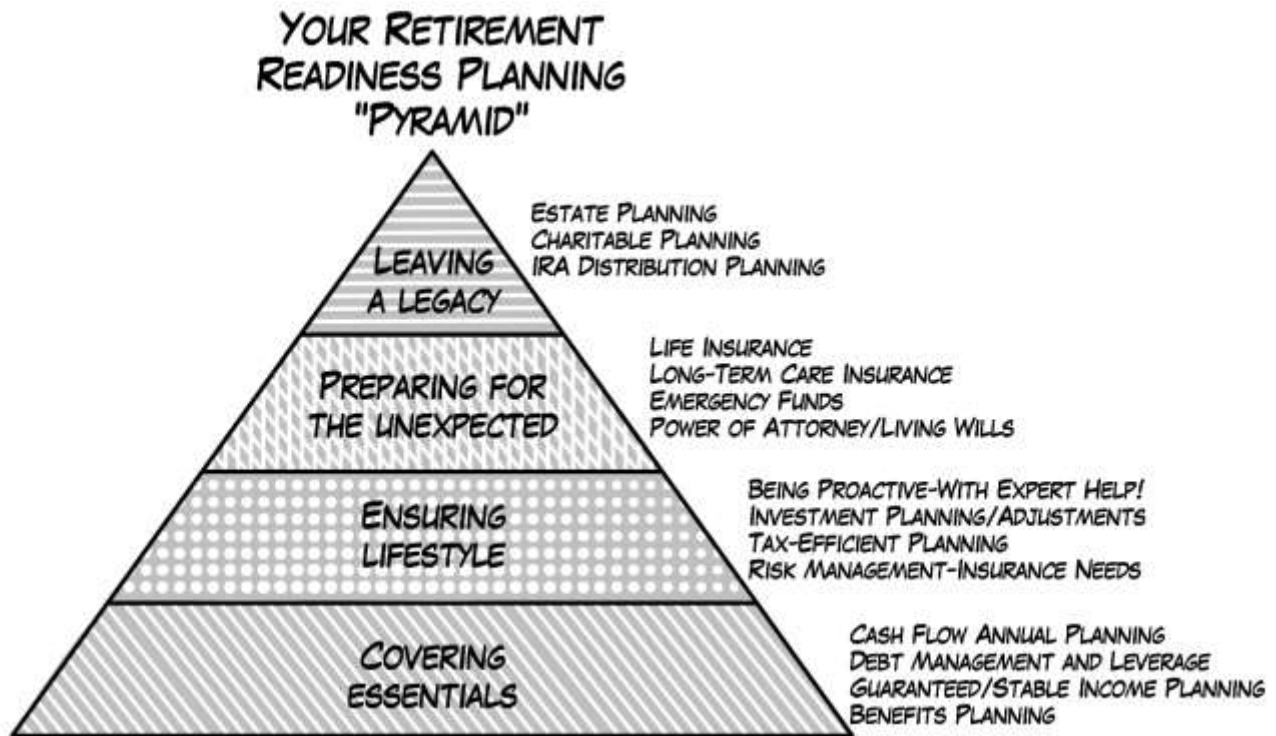 YOUR RETIREMENT
READINESS PLANNING
"PYRAMID"
LEAVING
A LEGACY
ESTATE PLANNING
CHARITABLE PLANNING
IRA DISTRIBUTION PLANNING
PREPARING FOR
THE UNEXPECTED
LIFE INSURANCE
LONG-TERM CARE INSURANCE
EMERGENCY FUNDS
POWER OF ATTORNEY/LIVING WILLS
ENSURING
LIFESTYLE
BEING PROACTIVE-WITH EXPERT HELP!
INVESTMENT PLANNING/ADJUSTMENTS
TAX-EFFICIENT PLANNING
RISK MANAGEMENT-INSURANCE NEEDS
COVERING
ESSENTIALS
CASH FLOW ANNUAL PLANNING
DEBT MANAGEMENT AND LEVERAGE
GUARANTEED/STABLE INCOME PLANNING
BENEFITS PLANNING